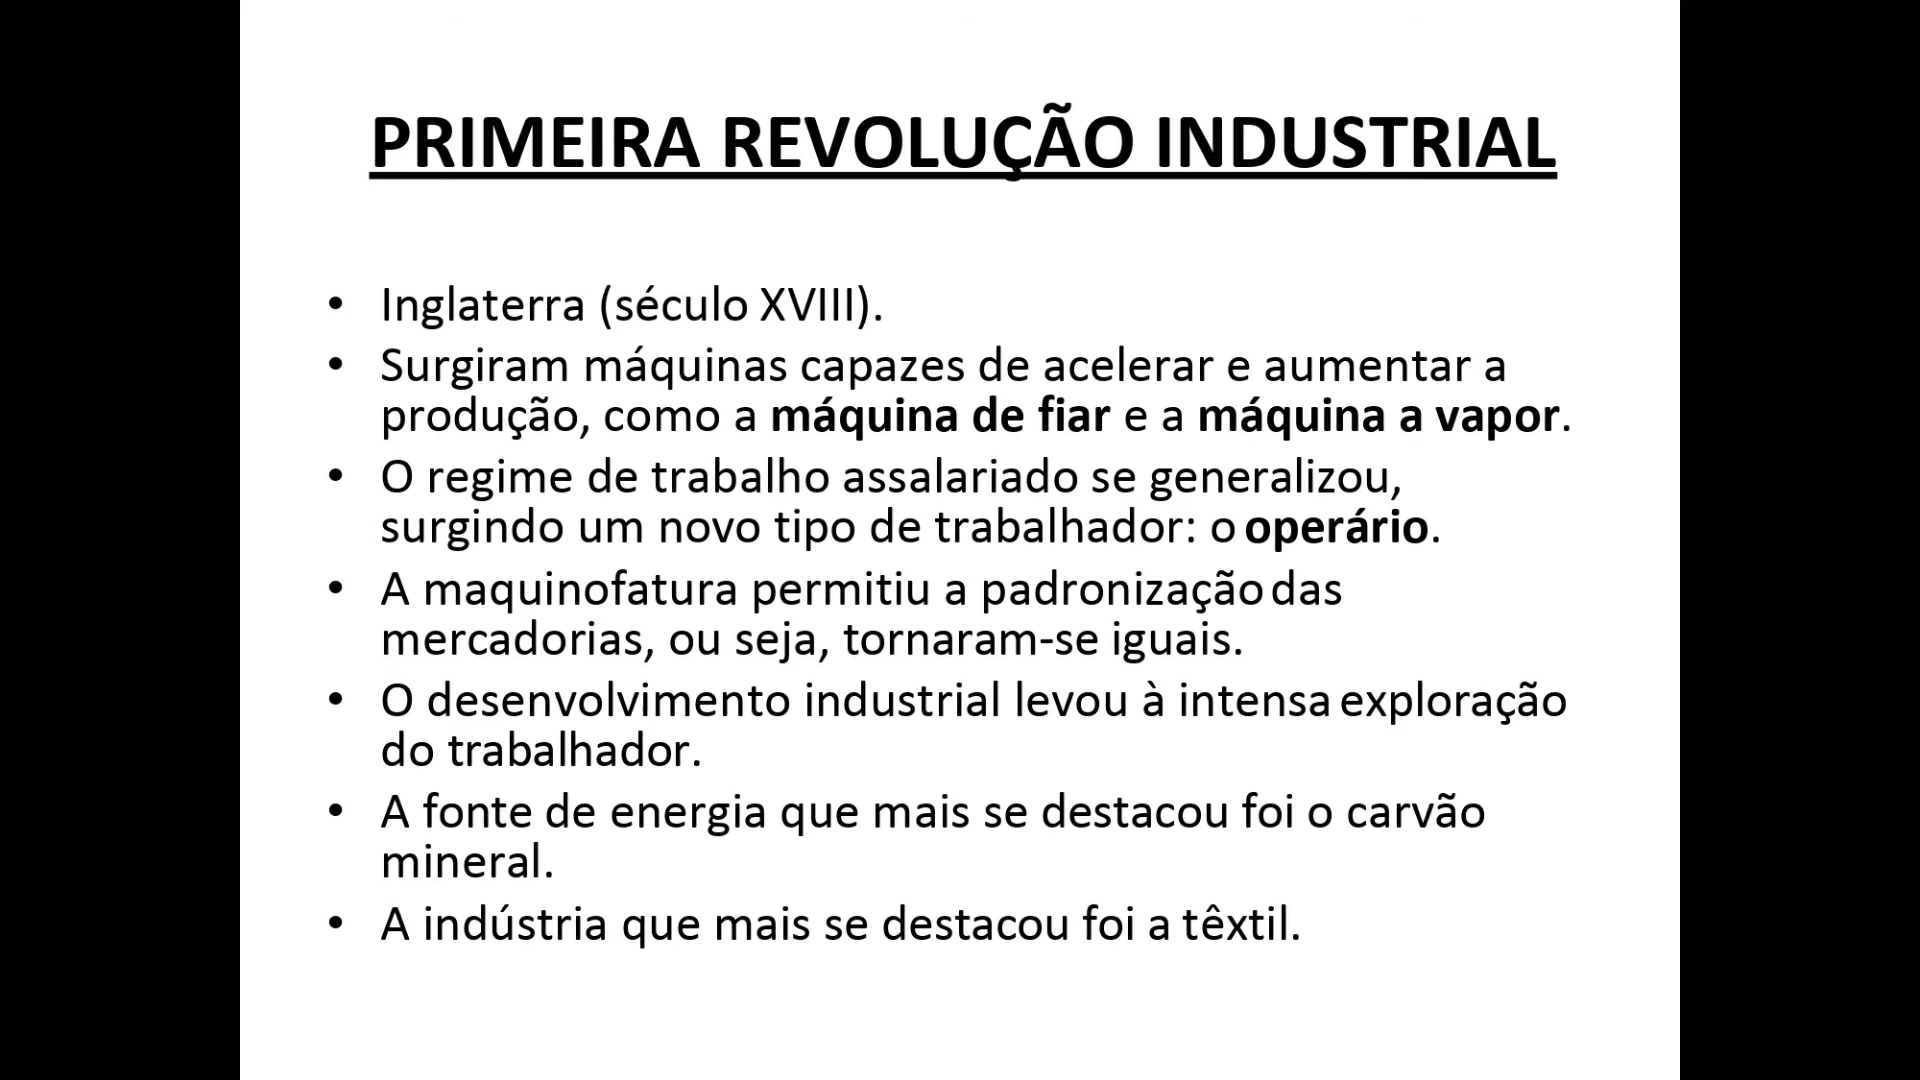 PRIMEIRA REVOLUÇÃO INDUSTRIAL
• Inglaterra (século XVIII).
• Surgiram máquinas capazes de acelerar e aumentar a
produção, como a máquina de fiar e a máquina a vapor.
• O regime de trabalho assalariado se generalizou,
surgindo um novo tipo de trabalhador: o operário.
• A maquinofatura permitiu a padronização das
mercadorias, ou seja, tornaram-se iguais.
• O desenvolvimento industrial levou à intensa exploração
do trabalhador.
• A fonte de energia que mais se destacou foi o carvão
mineral.
• A indústria que mais se destacou foi a têxtil.